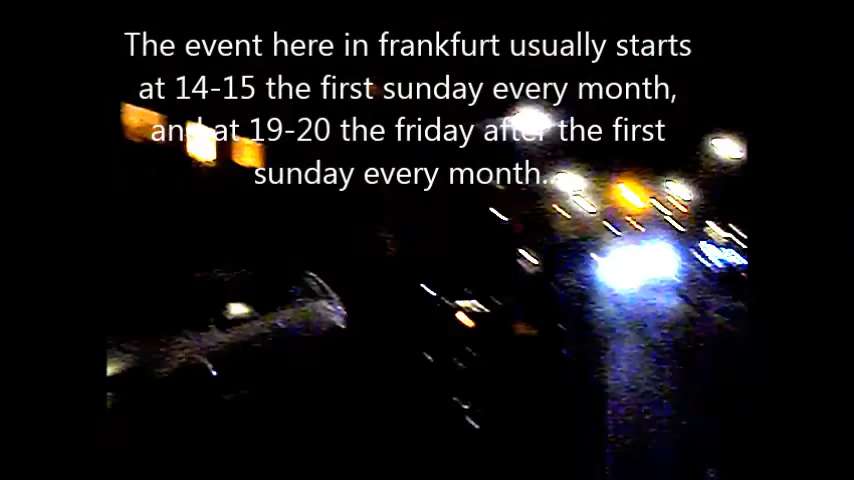 The event here in frankfurt usually starts
at 14-15 the first sunday every month,
and at 19-20 the friday after the first
sunday every month..